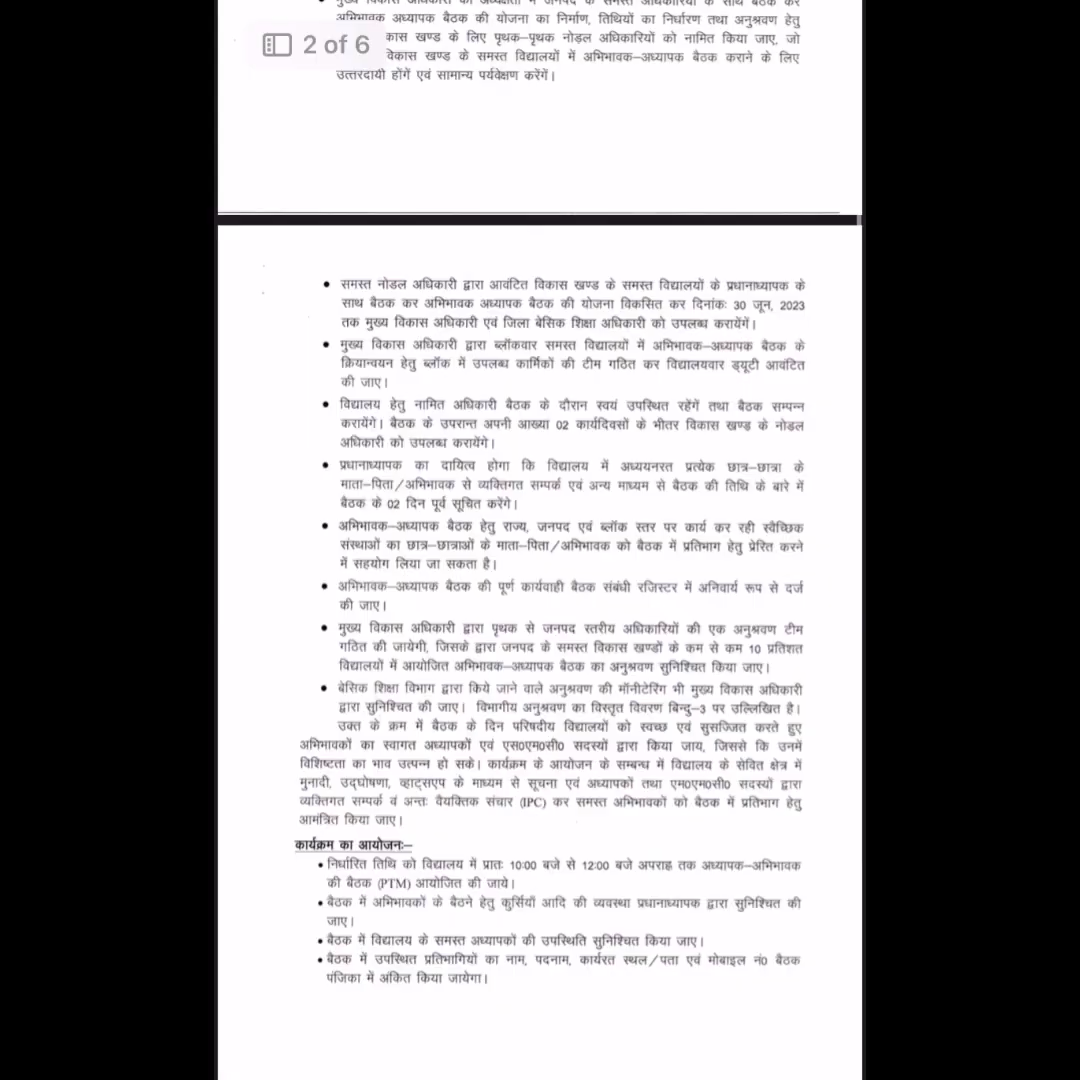 मुख्य विकास अधिकारी की अध्यक्षता में जनपद के समस्त अधिकारियों के साथ बैठक कर
अभिभावक अध्यापक बैठक की योजना का निर्माण, तिथियों का निर्धारण तथा अनुश्रवण हेतु
2 of 6
कास खण्ड के लिए पृथक–पृथक नोड़ल अधिकारियों को नामित किया जाए, जो
विकास खण्ड के समस्त विद्यालयों में अभिभावक–अध्यापक बैठक कराने के लिए
उत्तरदायी होंगें एवं सामान्य पर्यवेक्षण करेंगें।
• समस्त नोडल अधिकारी द्वारा आवंटित विकास खण्ड के समस्त विद्यालयों के प्रधानाध्यापक के
साथ बैठक कर अभिभावक अध्यापक बैठक की योजना विकसित कर दिनांकः 30 जून, 2023
तक मुख्य विकास अधिकारी एवं जिला बेसिक शिक्षा अधिकारी को उपलब्ध करायेंगें।
• मुख्य विकास अधिकारी द्वारा ब्लॉकवार समस्त विद्यालयों में अभिभावक–अध्यापक बैठक के
क्रियान्वयन हेतु ब्लॉक में उपलब्ध कार्मिकों की टीम गठित कर विद्यालयवार ड्यूटी आवंटित
की जाए।
• विद्यालय हेतु नामित अधिकारी बैठक के दौरान स्वयं उपस्थित रहेंगें तथा बैठक सम्पन्न
करायेंगे। बैठक के उपरान्त अपनी आख्या 02 कार्यदिवसों के भीतर विकास खण्ड के नोडल
अधिकारी को उपलब्ध करायेंगे।
• प्रधानाध्यापक का दायित्व होगा कि विद्यालय में अध्ययनरत प्रत्येक छात्र–छात्रा के
माता–पिता/अभिभावक से व्यक्तिगत सम्पर्क एवं अन्य माध्यम से बैठक की तिथि के बारे में
बैठक के 02 दिन पूर्व सूचित करेंगे।
• अभिभावक–अध्यापक बैठक हेतु राज्य, जनपद एवं ब्लॉक स्तर पर कार्य कर रही स्वैच्छिक
संस्थाओं का छात्र–छात्राओं के माता–पिता/अभिभावक को बैठक में प्रतिभाग हेतु प्रेरित करने
में सहयोग लिया जा सकता है।
• अभिभावक–अध्यापक बैठक की पूर्ण कार्यवाही बैठक संबंधी रजिस्टर में अनिवार्य रूप से दर्ज
की जाए।
• मुख्य विकास अधिकारी द्वारा पृथक से जनपद स्तरीय अधिकारियों की एक अनुश्रवण टीम
गठित की जायेगी, जिसके द्वारा जनपद के समस्त विकास खण्डों के कम से कम 10 प्रतिशत
विद्यालयों में आयोजित अभिभावक–अध्यापक बैठक का अनुश्रवण सुनिश्चित किया जाए।
• बेसिक शिक्षा विभाग द्वारा किये जाने वाले अनुश्रवण की मॉनीटेरिंग भी मुख्य विकास अधिकारी
द्वारा सुनिश्चित की जाए। विभागीय अनुश्रवण का विस्तृत विवरण बिन्दु–3 पर उल्लिखित है।
उक्त के क्रम में बैठक के दिन परिषदीय विद्यालयों को स्वच्छ एवं सुसज्जित करते हुए
अभिभावकों का स्वागत अध्यापकों एवं एस0एम0सी0 सदस्यों द्वारा किया जाय, जिससे कि उनमें
विशिष्टता का भाव उत्पन्न हो सके। कार्यक्रम के आयोजन के सम्बन्ध में विद्यालय के सेवित क्षेत्र में
मुनादी, उद्घोषणा, व्हाट्सएप के माध्यम से सूचना एवं अध्यापकों तथा एम0एम0सी0 सदस्यों द्वारा
व्यक्तिगत सम्पर्क वं अन्तः वैयक्तिक संचार (IPC) कर समस्त अभिभावकों को बैठक में प्रतिभाग हेतु
आमंत्रित किया जाए।
कार्यक्रम का आयोजनः–
• निर्धारित तिथि को विद्यालय में प्रातः 10:00 बजे से 12:00 बजे अपराह्न तक अध्यापक–अभिभावक
की बैठक (PTM) आयोजित की जाये।
• बैठक में अभिभावकों के बैठने हेतु कुर्सियाँ आदि की व्यवस्था प्रधानाध्यापक द्वारा सुनिश्चित की
जाए।
• बैठक में विद्यालय के समस्त अध्यापकों की उपस्थिति सुनिश्चित किया जाए।
• बैठक में उपस्थित प्रतिभागियों का नाम, पदनाम, कार्यरत स्थल/पता एवं मोबाइल नं0 बैठक
पंजिका में अंकित किया जायेगा।